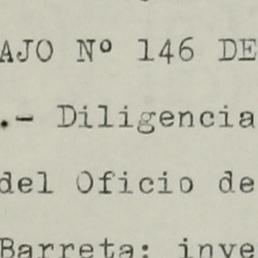 AJO Nº 146 DE
.- Diligencia
del Oficio de
Barreta: inve